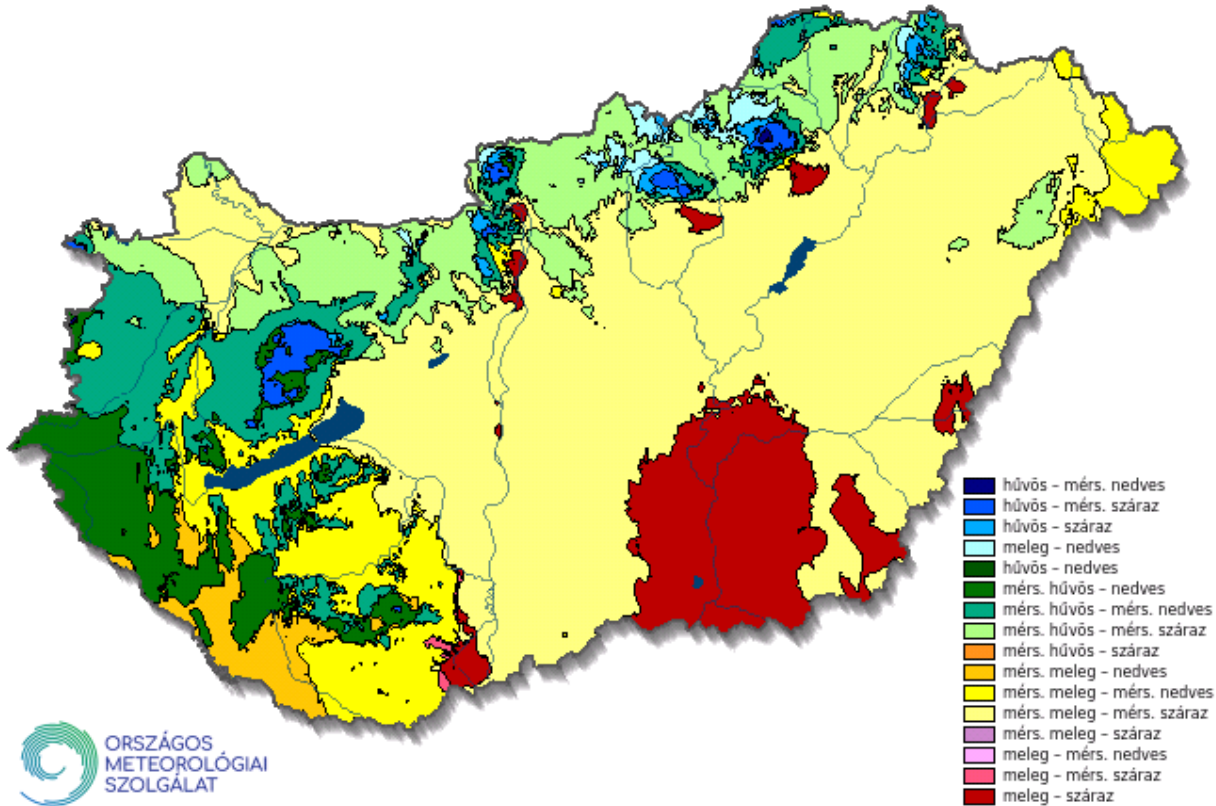 hűvös – mérs. nedves
hűvös – mérs. száraz
hűvös – száraz
meleg – nedves
hűvös – nedves
mérs. hűvös – nedves
mérs. hűvös – mérs. nedves
mérs. hűvös – mérs. száraz
mérs. hűvös – száraz
mérs. meleg – nedves
mérs. meleg – mérs. nedves
mérs. meleg – mérs. száraz
mérs. meleg – száraz
meleg – mérs. nedves
meleg – mérs. száraz
meleg – száraz
ORSZÁGOS
METEOROLÓGIAI
SZOLGÁLAT